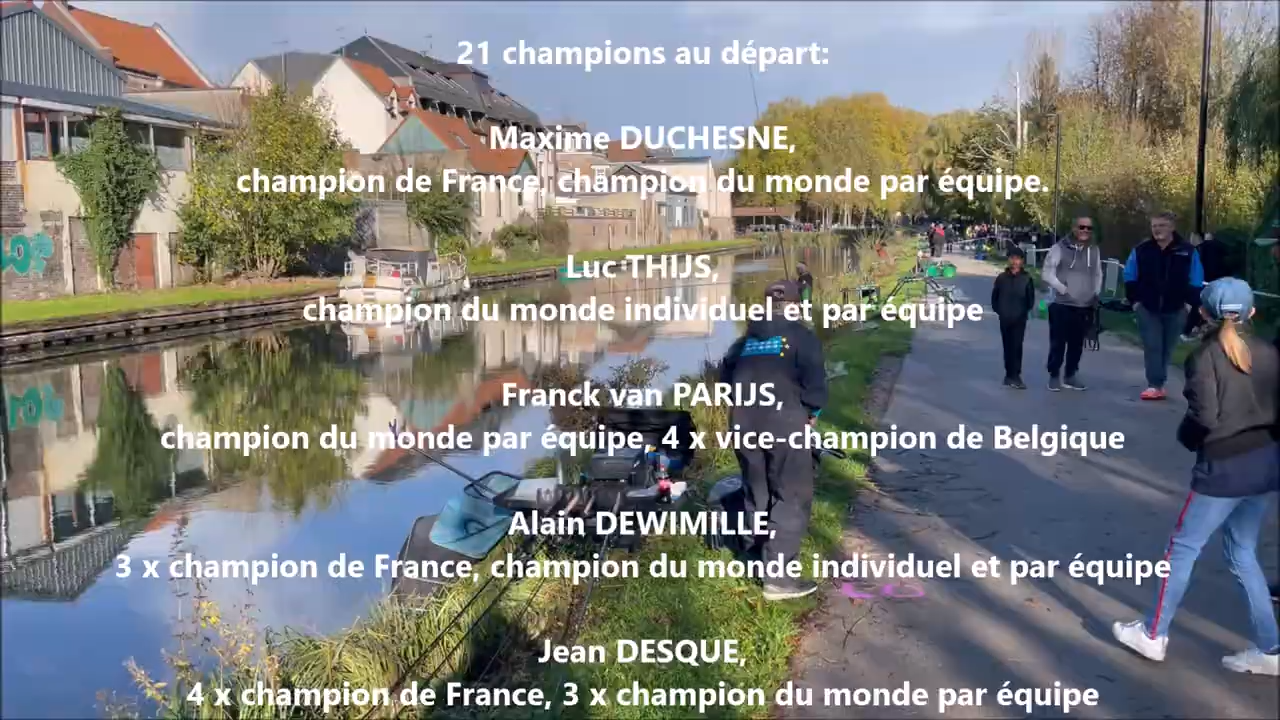 21 champions au départ:
Maxime DUCHESNE,
champion de France, champion du monde par équipe.
Luc THIJS,
champion du monde individuel et par équipe
Franck van PARIJS,
champion du monde par équipe, 4 x vice-champion de Belgique
Alain DEWIMILLE,
3 x champion de France, champion du monde individuel et par équipe
Jean DESQUE,
4 x champion de France, 3 x champion du monde par équipe